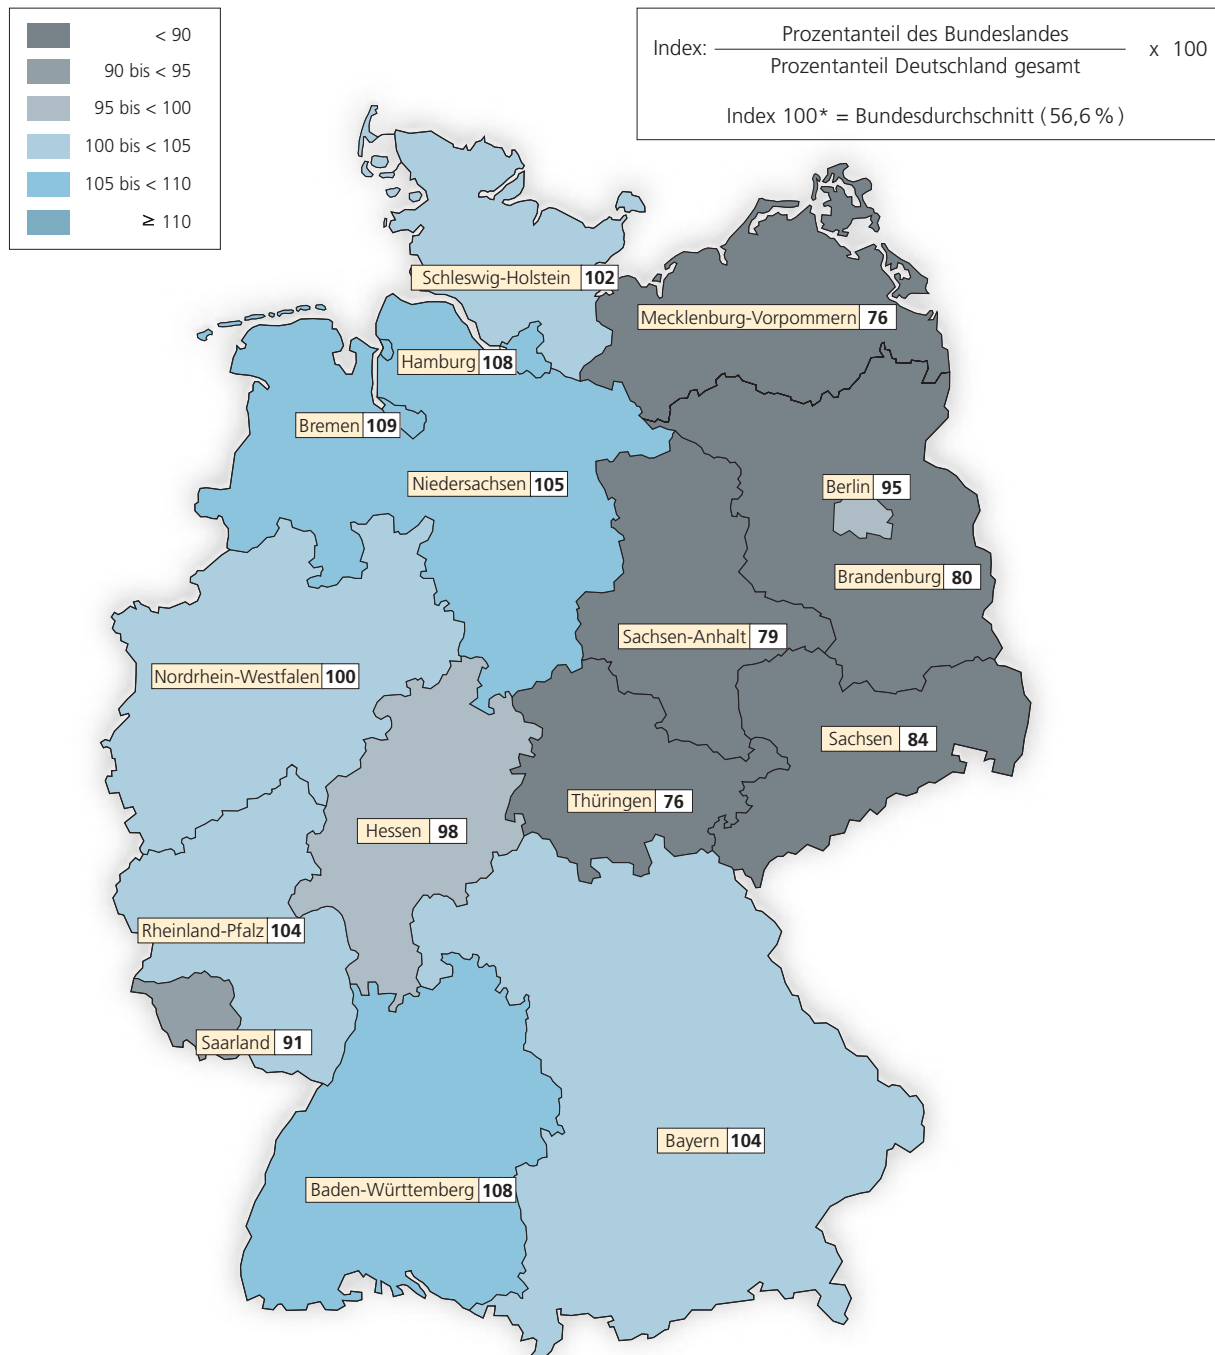 < 90
90 bis < 95
95 bis < 100
100 bis < 105
105 bis < 110
≥ 110
Index: Prozentanteil des Bundeslandes x 100
Prozentanteil Deutschland gesamt
Index 100* = Bundesdurchschnitt (56,6 %)
Schleswig-Holstein 102
Mecklenburg-Vorpommern 76
Hamburg 108
Bremen 109
Niedersachsen 105
Berlin 95
Brandenburg 80
Sachsen-Anhalt 79
Nordrhein-Westfalen 100
Sachsen 84
Thüringen 76
Hessen 98
Rheinland-Pfalz 104
Saarland 91
Bayern 104
Baden-Württemberg 108